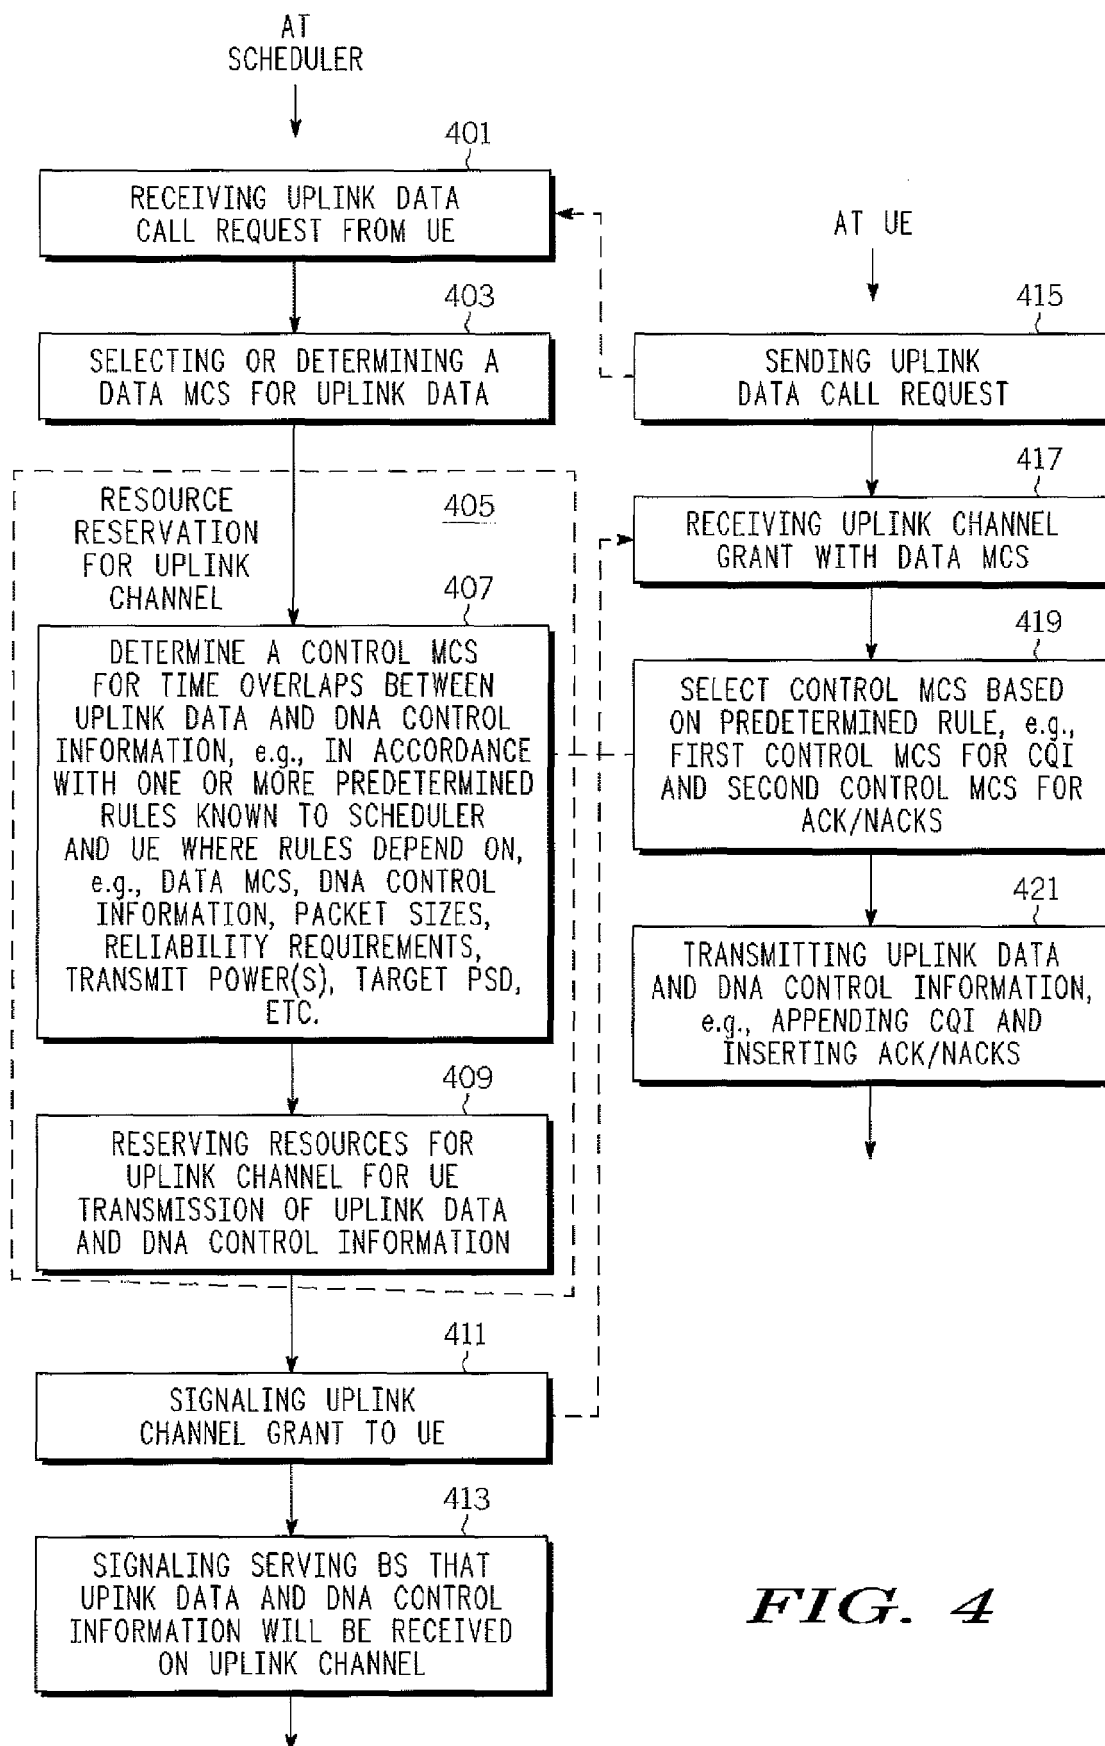 AT
SCHEDULER
401
RECEIVING UPLINK DATA
CALL REQUEST FROM UE
403
SELECTING OR DETERMINING A
DATA MCS FOR UPLINK DATA
RESOURCE
RESERVATION
FOR UPLINK
CHANNEL
405
407
DETERMINE A CONTROL MCS
FOR TIME OVERLAPS BETWEEN
UPLINK DATA AND DNA CONTROL
INFORMATION, e.g., IN ACCORDANCE
WITH ONE OR MORE PREDETERMINED
RULES KNOWN TO SCHEDULER
AND UE WHERE RULES DEPEND ON,
e.g., DATA MCS, DNA CONTROL
INFORMATION, PACKET SIZES,
RELIABILITY REQUIREMENTS,
TRANSMIT POWER(S), TARGET PSD,
ETC.
409
RESERVING RESOURCES FOR
UPLINK CHANNEL FOR UE
TRANSMISSION OF UPLINK DATA
AND DNA CONTROL INFORMATION
411
SIGNALING UPLINK
CHANNEL GRANT TO UE
413
SIGNALING SERVING BS THAT
UPINK DATA AND DNA CONTROL
INFORMATION WILL BE RECEIVED
ON UPLINK CHANNEL
AT UE
415
SENDING UPLINK
DATA CALL REQUEST
417
RECEIVING UPLINK CHANNEL
GRANT WITH DATA MCS
419
SELECT CONTROL MCS BASED
ON PREDETERMINED RULE, e.g.,
FIRST CONTROL MCS FOR CQI
AND SECOND CONTROL MCS FOR
ACK/NACKS
421
TRANSMITTING UPLINK DATA
AND DNA CONTROL INFORMATION,
e.g., APPENDING CQI AND
INSERTING ACK/NACKS
FIG. 4